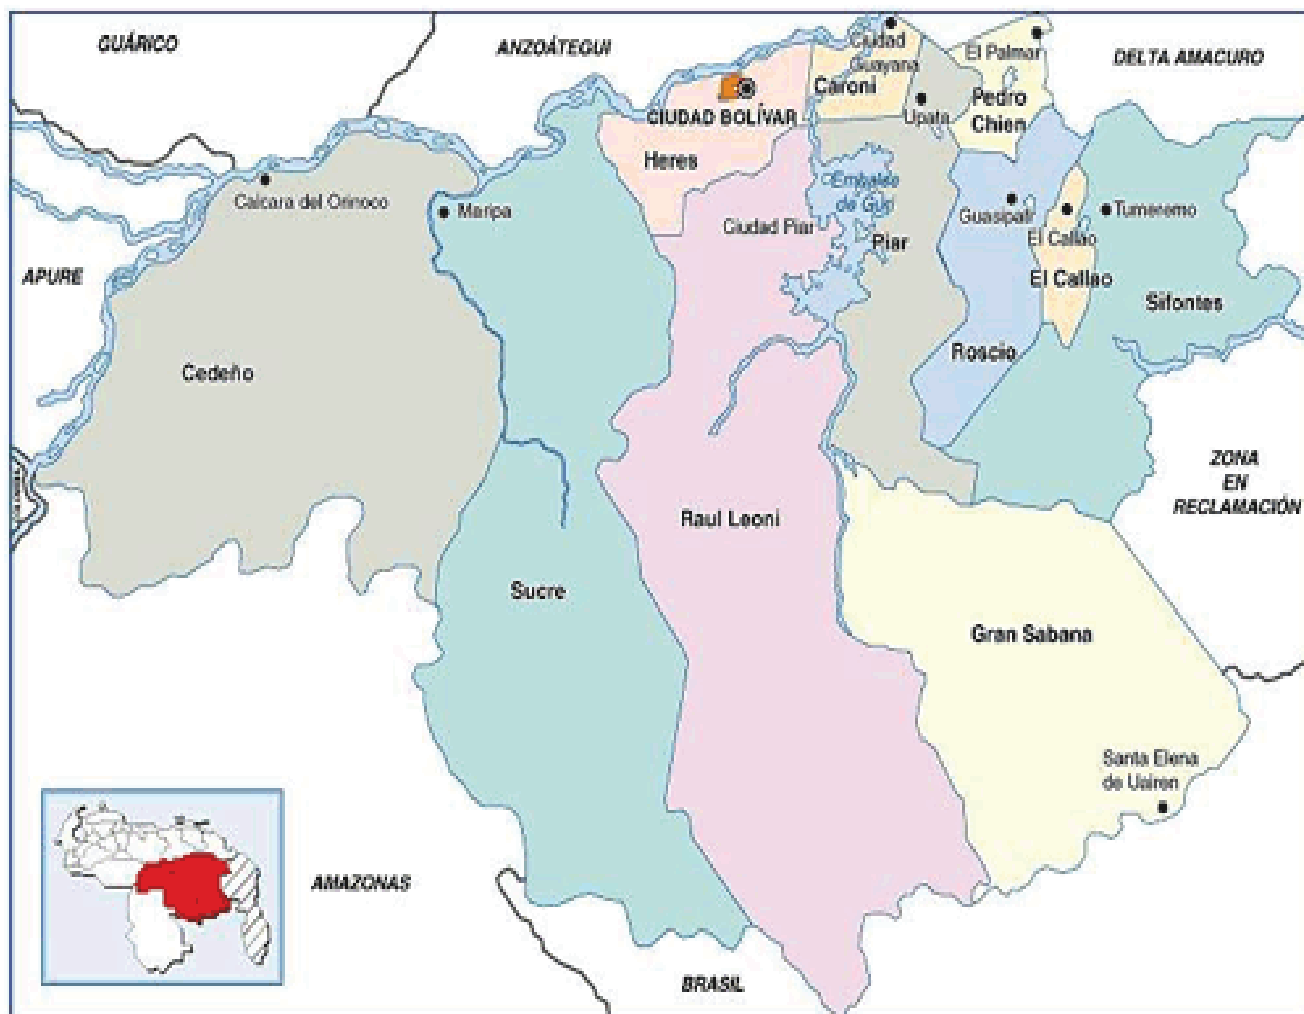 GUÁRICO
ANZOÁTEGUI
DELTA AMACURO
Ciudad
Guayana
El Palmar
Caroni
Pedro
Chien
Upata
CIUDAD BOLÍVAR
Heres
Caicara del Orinoco
Maripa
Embalse
de Guri
Ciudad Piar
Piar
Guasipati
El Callao
Tumeremo
APURE
El Callao
Sifontes
Roscio
Cedeño
ZONA
EN
RECLAMACIÓN
Raul Leoni
Sucre
Gran Sabana
Santa Elena
de Uairen
AMAZONAS
BRASIL